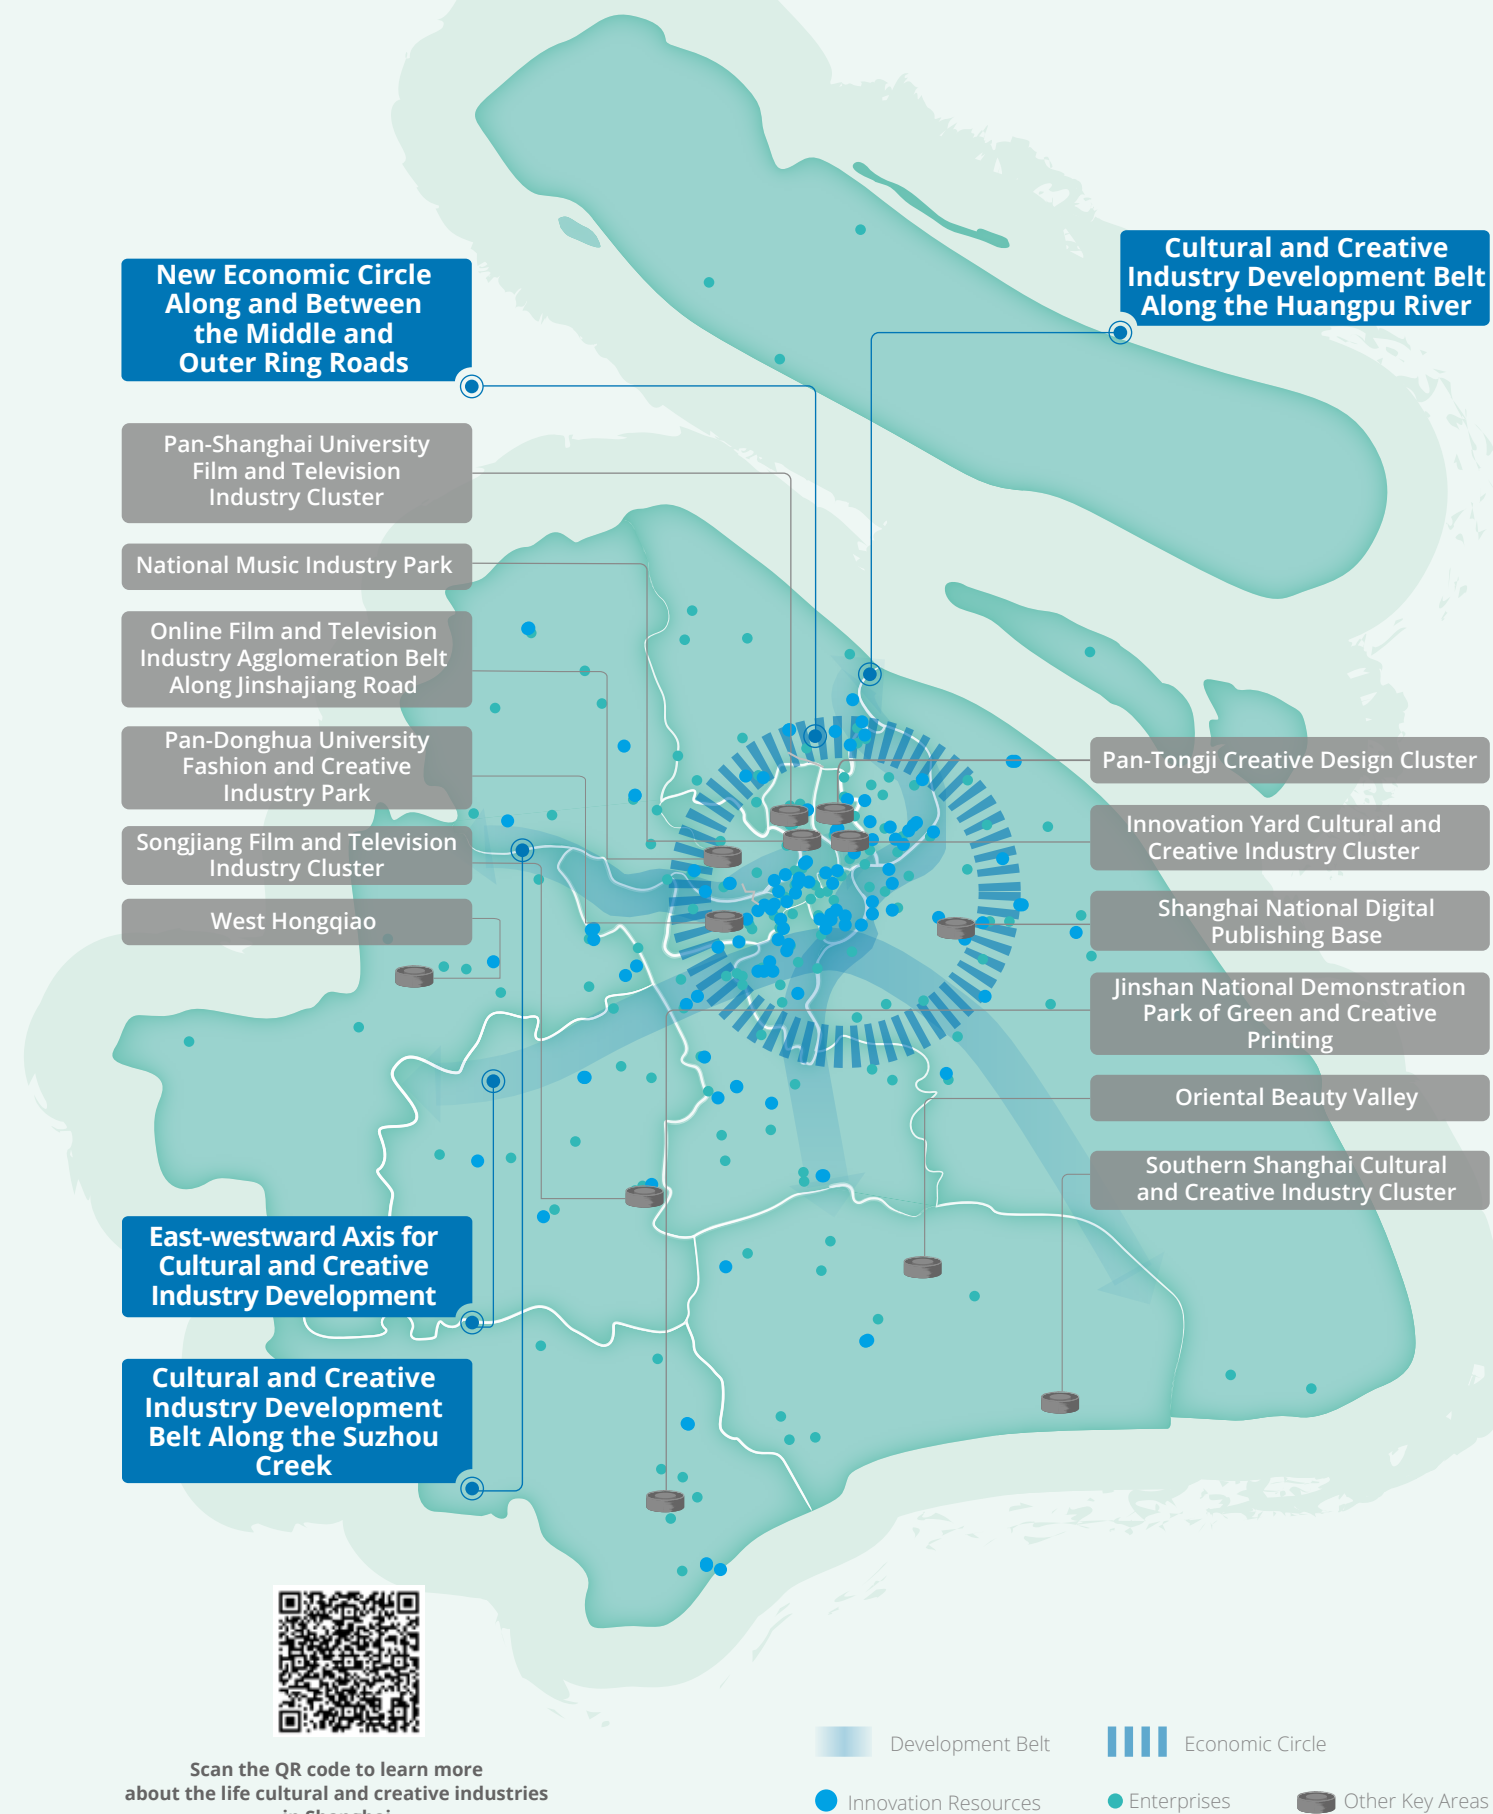 New Economic Circle
Along and Between
the Middle and
Outer Ring Roads
Pan-Shanghai University
Film and Television
Industry Cluster
National Music Industry Park
Online Film and Television
Industry Agglomeration Belt
Along Jinshajiang Road
Pan-Donghua University
Fashion and Creative
Industry Park
Songjiang Film and Television
Industry Cluster
West Hongqiao
East-westward Axis for
Cultural and Creative
Industry Development
Cultural and Creative
Industry Development
Belt Along the Suzhou
Creek
Cultural and Creative
Industry Development Belt
Along the Huangpu River
Pan-Tongji Creative Design Cluster
Innovation Yard Cultural and
Creative Industry Cluster
Shanghai National Digital
Publishing Base
Jinshan National Demonstration
Park of Green and Creative
Printing
Oriental Beauty Valley
Southern Shanghai Cultural
and Creative Industry Cluster
Scan the QR code to learn more
about the life cultural and creative industries
in Shanghai
Development Belt
Economic Circle
Innovation Resources
Enterprises
Other Key Areas